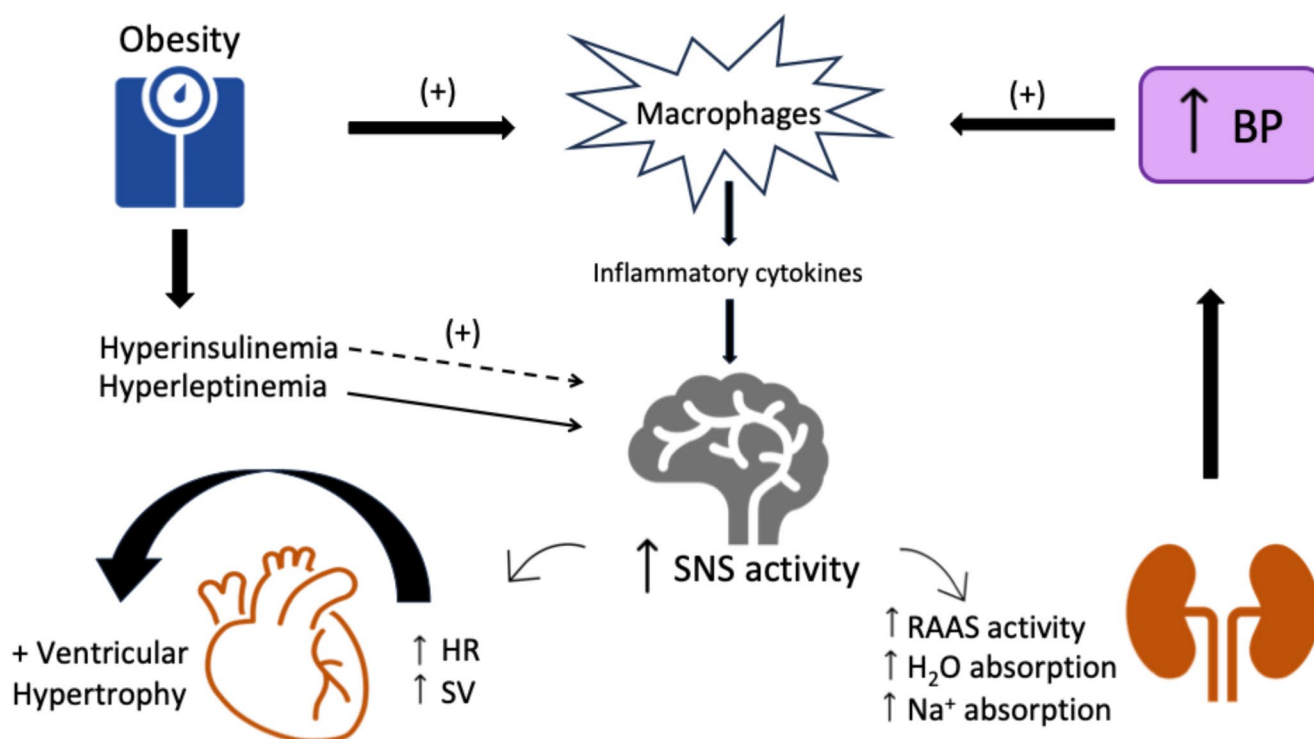 Obesity
(+)
Macrophages
(+)
↑ BP
Inflammatory cytokines
Hyperinsulinemia
Hyperleptinemia
(+)
↑ SNS activity
+ Ventricular
Hypertrophy
↑ HR
↑ SV
↑ RAAS activity
↑ H₂O absorption
↑ Na⁺ absorption